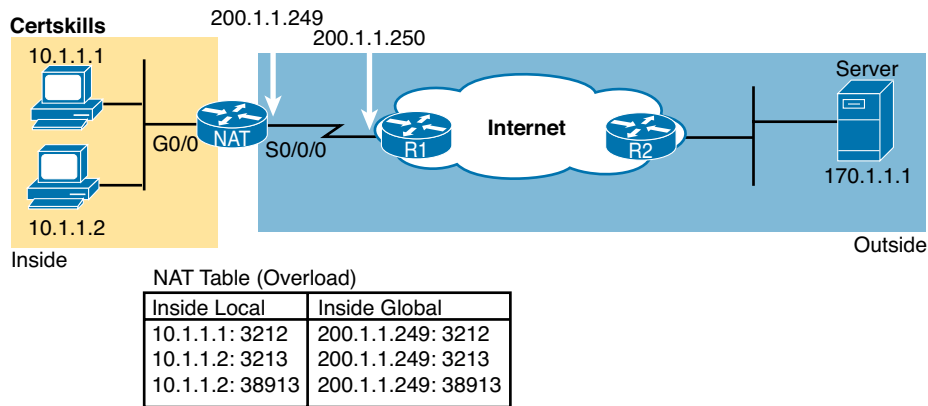 200.1.1.249
Certskills
200.1.1.250
10.1.1.1
Server
Internet
NAT
G0/0
S0/0/0
R1
R2
170.1.1.1
10.1.1.2
Outside
Inside
NAT Table (Overload)
Inside Local Inside Global
10.1.1.1: 3212 200.1.1.249: 3212
10.1.1.2: 3213 200.1.1.249: 3213
10.1.1.2: 38913 200.1.1.249: 38913